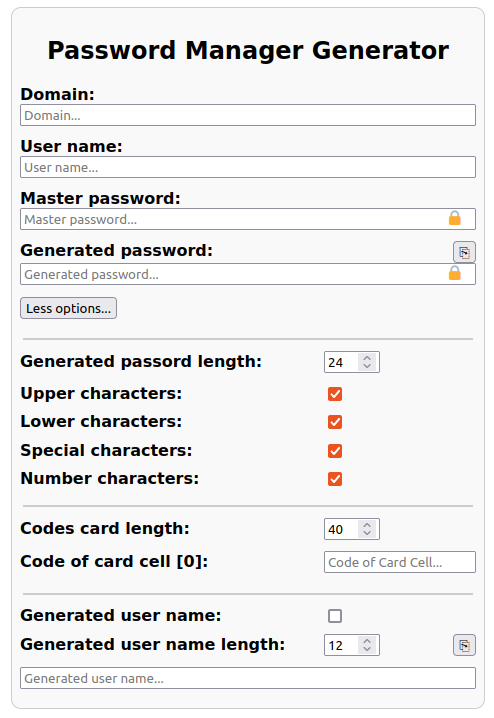 Password Manager Generator
Domain:
Domain...
User name:
User name...
Master password:
Master password...
Generated password:
Generated password...
Less options...
Generated passord length: 24
Upper characters:
Lower characters:
Special characters:
Number characters:
Codes card length: 40
Code of card cell [0]: Code of Card Cell...
Generated user name:
Generated user name length: 12
Generated user name...